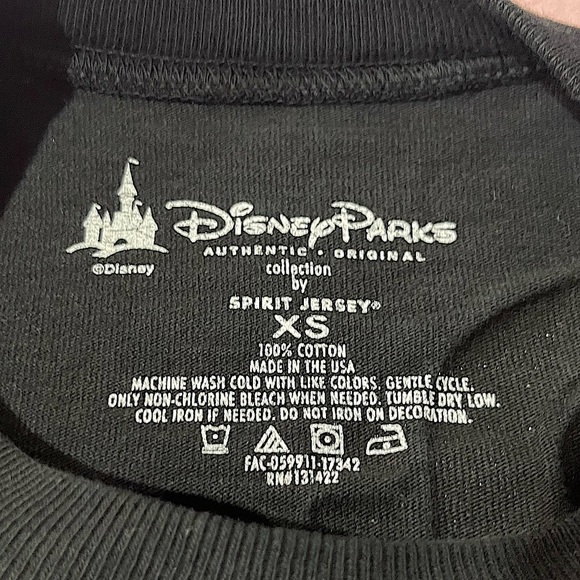 Disney Parks
©Disney
AUTHENTIC • ORIGINAL
collection
by
SPIRIT JERSEY®
XS
100% COTTON
MADE IN THE USA
MACHINE WASH COLD WITH LIKE COLORS. GENTLE CYCLE.
ONLY NON-CHLORINE BLEACH WHEN NEEDED. TUMBLE DRY LOW.
COOL IRON IF NEEDED. DO NOT IRON ON DECORATION.
FAC-059911-17342
RN#131422